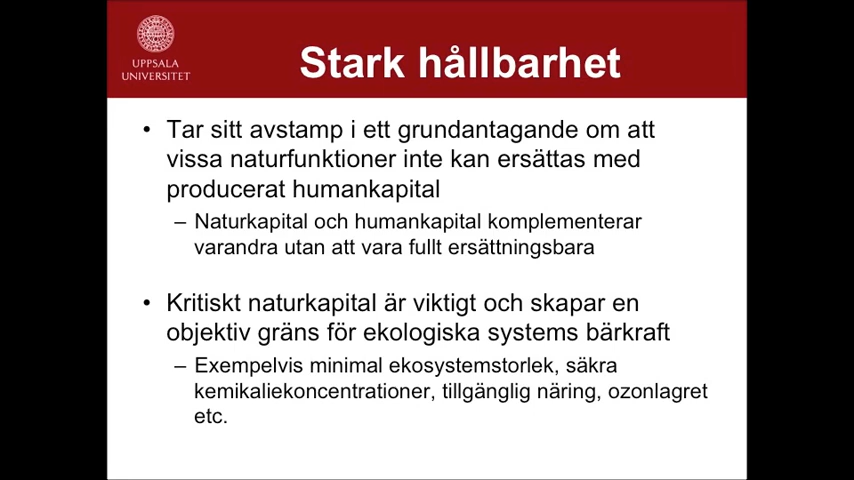 UPPSALA
UNIVERSITET
Stark hållbarhet
• Tar sitt avstamp i ett grundantagande om att
vissa naturfunktioner inte kan ersättas med
producerat humankapital
– Naturkapital och humankapital komplementerar
varandra utan att vara fullt ersättningsbara
• Kritiskt naturkapital är viktigt och skapar en
objektiv gräns för ekologiska systems bärkraft
– Exempelvis minimal ekosystemstorlek, säkra
kemikaliekoncentrationer, tillgänglig näring, ozonlagret
etc.